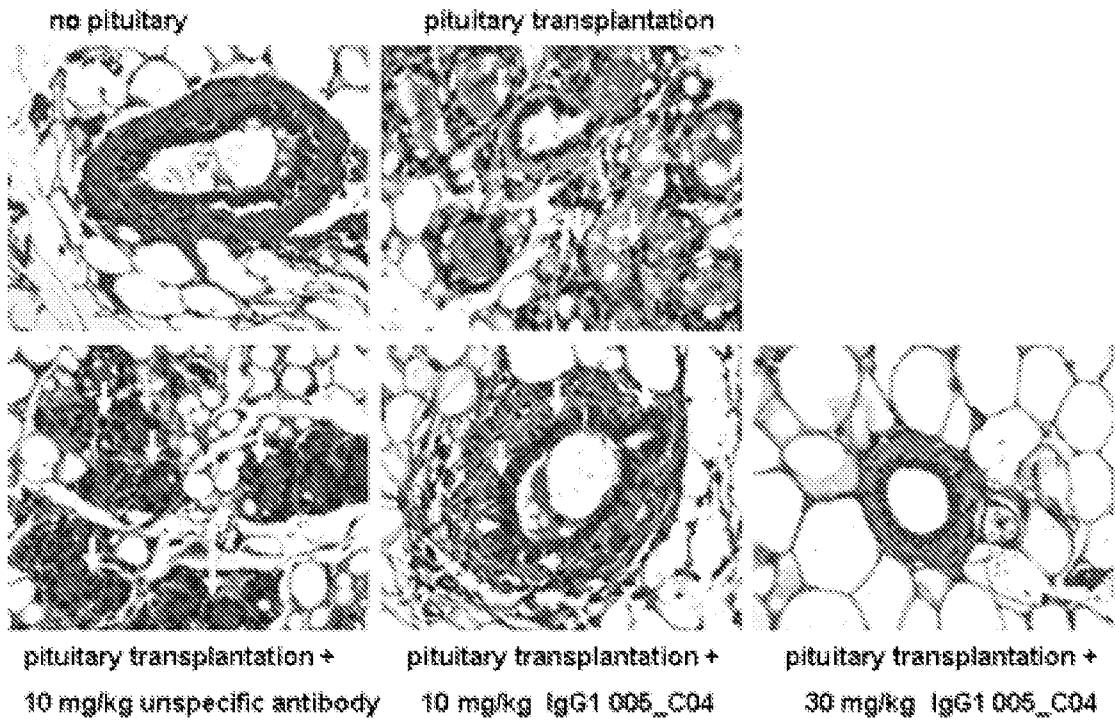 no pituitary
pituitary transplantation
pituitary transplantation +
10 mg/kg unspecific antibody
pituitary transplantation +
10 mg/kg IgG1 005_C04
pituitary transplantation +
30 mg/kg IgG1 005_C04